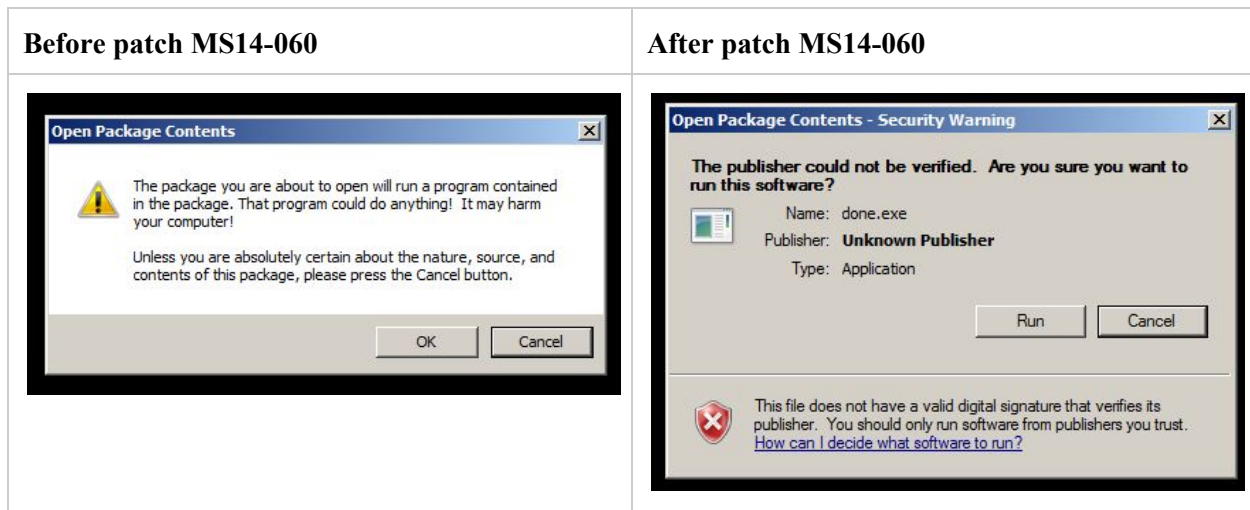 Before patch MS14-060
After patch MS14-060
Open Package Contents
The package you are about to open will run a program contained
in the package. That program could do anything! It may harm
your computer!
Unless you are absolutely certain about the nature, source, and
contents of this package, please press the Cancel button.
OK
Cancel
Open Package Contents - Security Warning
The publisher could not be verified. Are you sure you want to
run this software?
Name: done.exe
Publisher: Unknown Publisher
Type: Application
Run
Cancel
This file does not have a valid digital signature that verifies its
publisher. You should only run software from publishers you trust.
How can I decide what software to run?